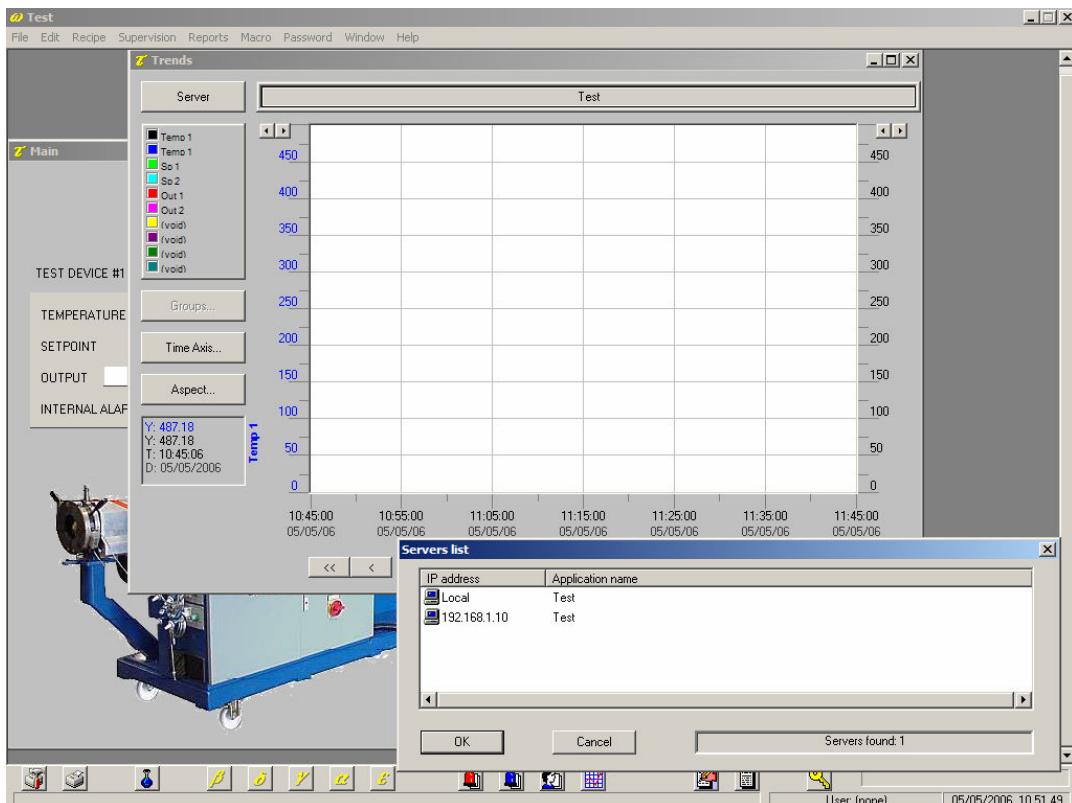 Test
File Edit Recipe Supervision Reports Macro Password Window Help
Trends
Server
Test
Temp 1
Temp 1
Sp 1
Sp 2
Out 1
Out 2
(void)
(void)
(void)
(void)
Groups...
Time Axis...
Aspect...
Y: 487.18
Y: 487.18
T: 10:45:06
D: 05/05/2006
Temp 1
450
400
350
300
250
200
150
100
50
0
450
400
350
300
250
200
150
100
50
0
10:45:00 10:55:00 11:05:00 11:15:00 11:25:00 11:35:00 11:45:00
05/05/06 05/05/06 05/05/06 05/05/06 05/05/06 05/05/06 05/05/06
<< <
Main
TEST DEVICE #1
TEMPERATURE
SETPOINT
OUTPUT
INTERNAL ALAR
Servers list
IP address Application name
Local Test
192.168.1.10 Test
OK Cancel Servers found: 1
β δ γ α ε
User: (none) 05/05/2006 10.51.49